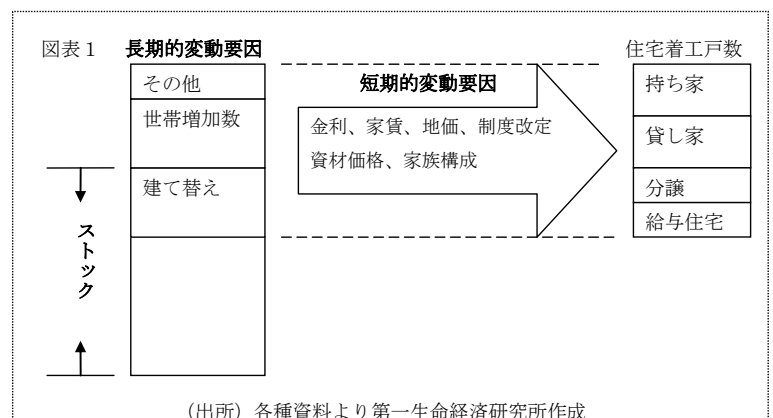 図表１ 長期的変動要因
住宅着工戸数
その他
世帯増加数
建て替え
ストック
短期的変動要因
金利、家賃、地価、制度改定
資材価格、家族構成
持ち家
貸し家
分譲
給与住宅
（出所）各種資料より第一生命経済研究所作成